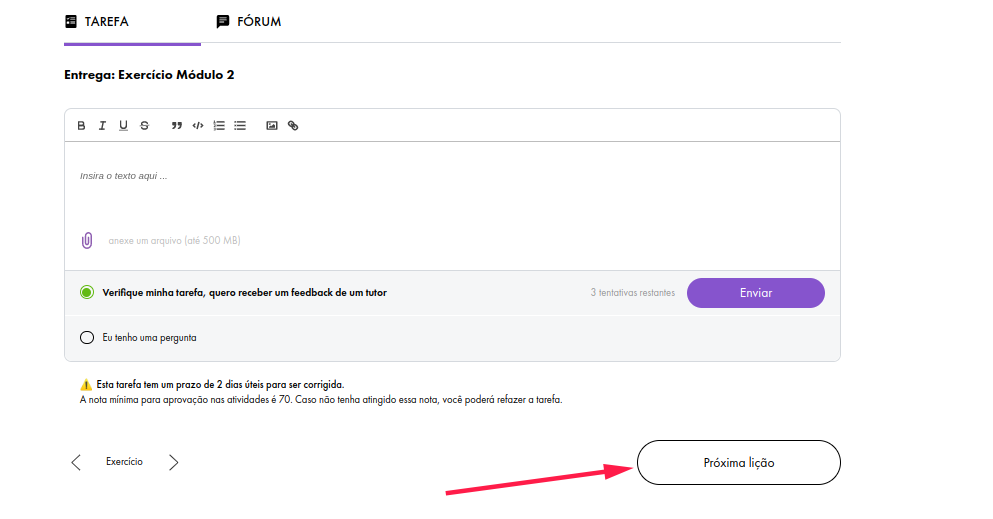 TAREFA FÓRUM
Entrega: Exercício Módulo 2
B I U S
Insira o texto aqui ...
anexe um arquivo (até 500 MB)
Verifique minha tarefa, quero receber um feedback de um tutor 3 tentativas restantes Enviar
Eu tenho uma pergunta
Esta tarefa tem um prazo de 2 dias úteis para ser corrigida.
A nota mínima para aprovação nas atividades é 70. Caso não tenha atingido essa nota, você poderá refazer a tarefa.
Exercício Próxima lição